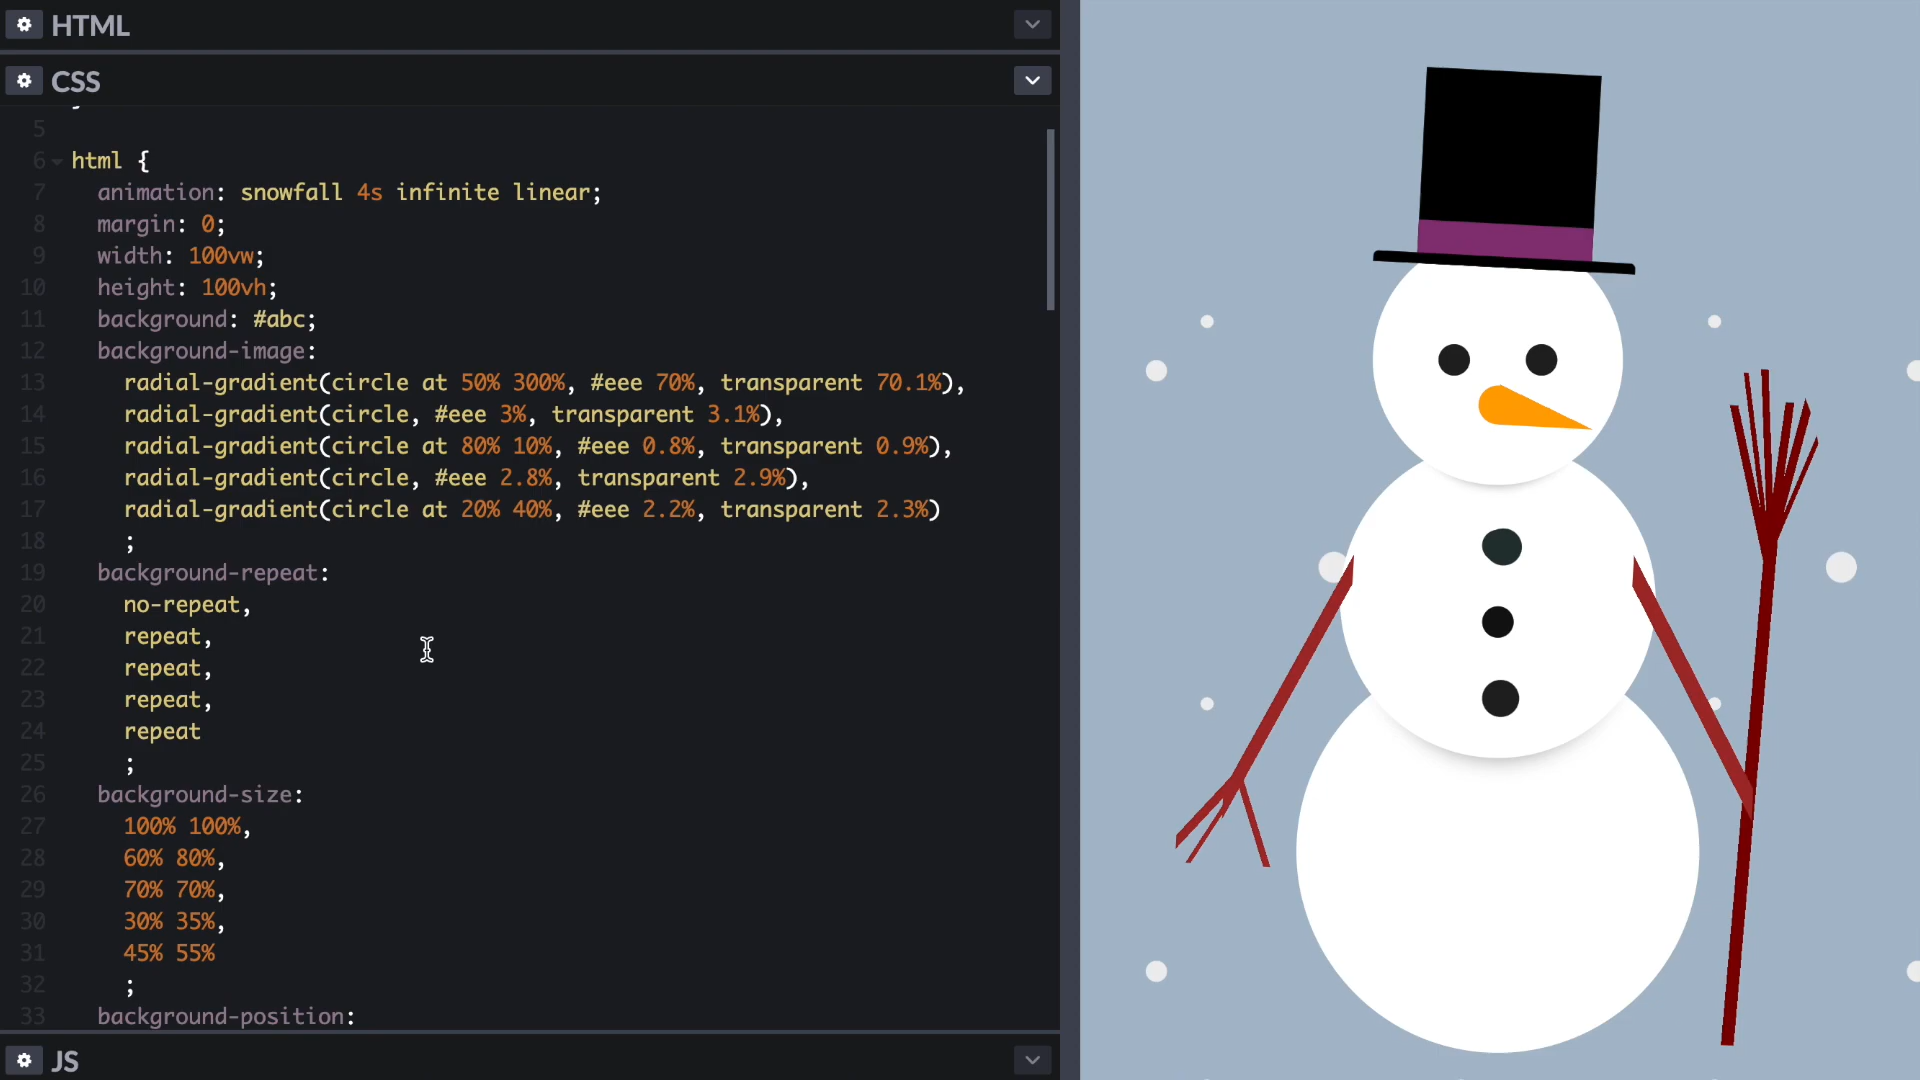 HTML
CSS
5
6 html {
7 animation: snowfall 4s infinite linear;
8 margin: 0;
9 width: 100vw;
10 height: 100vh;
11 background: #abc;
12 background-image:
13 radial-gradient(circle at 50% 300%, #eee 70%, transparent 70.1%),
14 radial-gradient(circle, #eee 3%, transparent 3.1%),
15 radial-gradient(circle at 80% 10%, #eee 0.8%, transparent 0.9%),
16 radial-gradient(circle, #eee 2.8%, transparent 2.9%),
17 radial-gradient(circle at 20% 40%, #eee 2.2%, transparent 2.3%)
18 ;
19 background-repeat:
20 no-repeat,
21 repeat,
22 repeat,
23 repeat,
24 repeat
25 ;
26 background-size:
27 100% 100%,
28 60% 80%,
29 70% 70%,
30 30% 35%,
31 45% 55%
32 ;
33 background-position:
JS